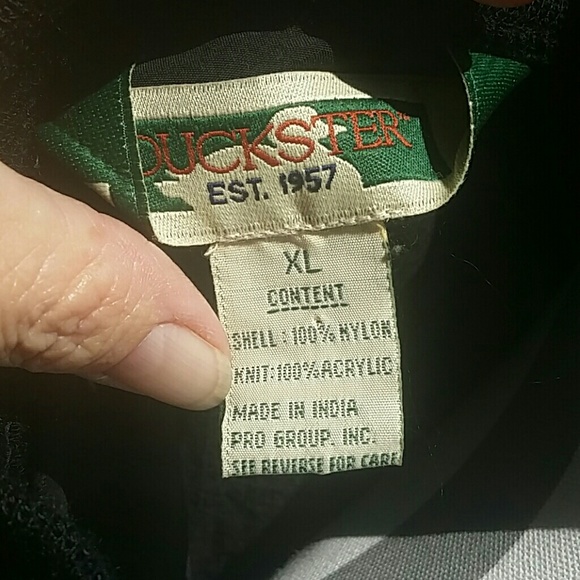 DUCKSTER™
EST. 1957
XL
CONTENT
SHELL : 100% NYLON
KNIT:100%ACRYLIC
MADE IN INDIA
PRO GROUP. INC.
SEE REVERSE FOR CARE